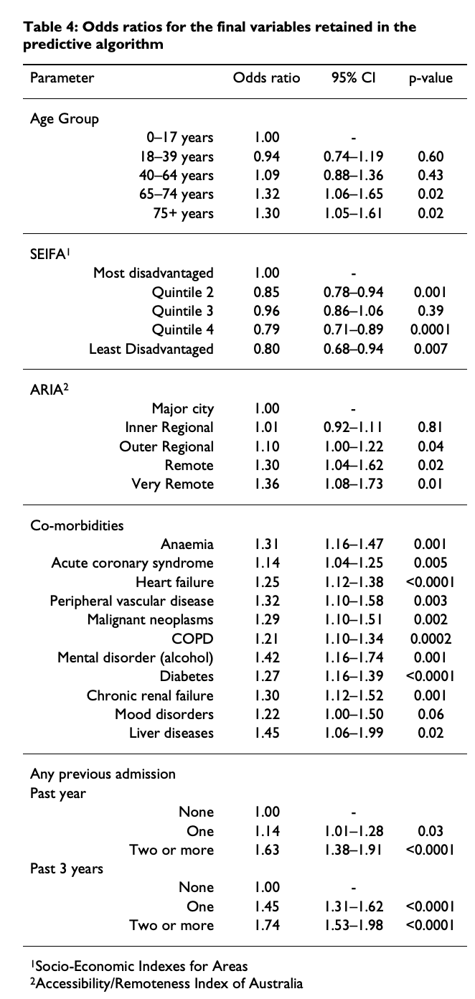 Table 4: Odds ratios for the final variables retained in the
predictive algorithm
Parameter Odds ratio 95% CI p-value
Age Group
0–17 years 1.00 -
18–39 years 0.94 0.74–1.19 0.60
40–64 years 1.09 0.88–1.36 0.43
65–74 years 1.32 1.06–1.65 0.02
75+ years 1.30 1.05–1.61 0.02
SEIFA¹
Most disadvantaged 1.00 -
Quintile 2 0.85 0.78–0.94 0.001
Quintile 3 0.96 0.86–1.06 0.39
Quintile 4 0.79 0.71–0.89 0.0001
Least Disadvantaged 0.80 0.68–0.94 0.007
ARIA²
Major city 1.00 -
Inner Regional 1.01 0.92–1.11 0.81
Outer Regional 1.10 1.00–1.22 0.04
Remote 1.30 1.04–1.62 0.02
Very Remote 1.36 1.08–1.73 0.01
Co-morbidities
Anaemia 1.31 1.16–1.47 0.001
Acute coronary syndrome 1.14 1.04–1.25 0.005
Heart failure 1.25 1.12–1.38 <0.0001
Peripheral vascular disease 1.32 1.10–1.58 0.003
Malignant neoplasms 1.29 1.10–1.51 0.002
COPD 1.21 1.10–1.34 0.0002
Mental disorder (alcohol) 1.42 1.16–1.74 0.001
Diabetes 1.27 1.16–1.39 <0.0001
Chronic renal failure 1.30 1.12–1.52 0.001
Mood disorders 1.22 1.00–1.50 0.06
Liver diseases 1.45 1.06–1.99 0.02
Any previous admission
Past year
None 1.00 -
One 1.14 1.01–1.28 0.03
Two or more 1.63 1.38–1.91 <0.0001
Past 3 years
None 1.00 -
One 1.45 1.31–1.62 <0.0001
Two or more 1.74 1.53–1.98 <0.0001
¹Socio-Economic Indexes for Areas
²Accessibility/Remoteness Index of Australia